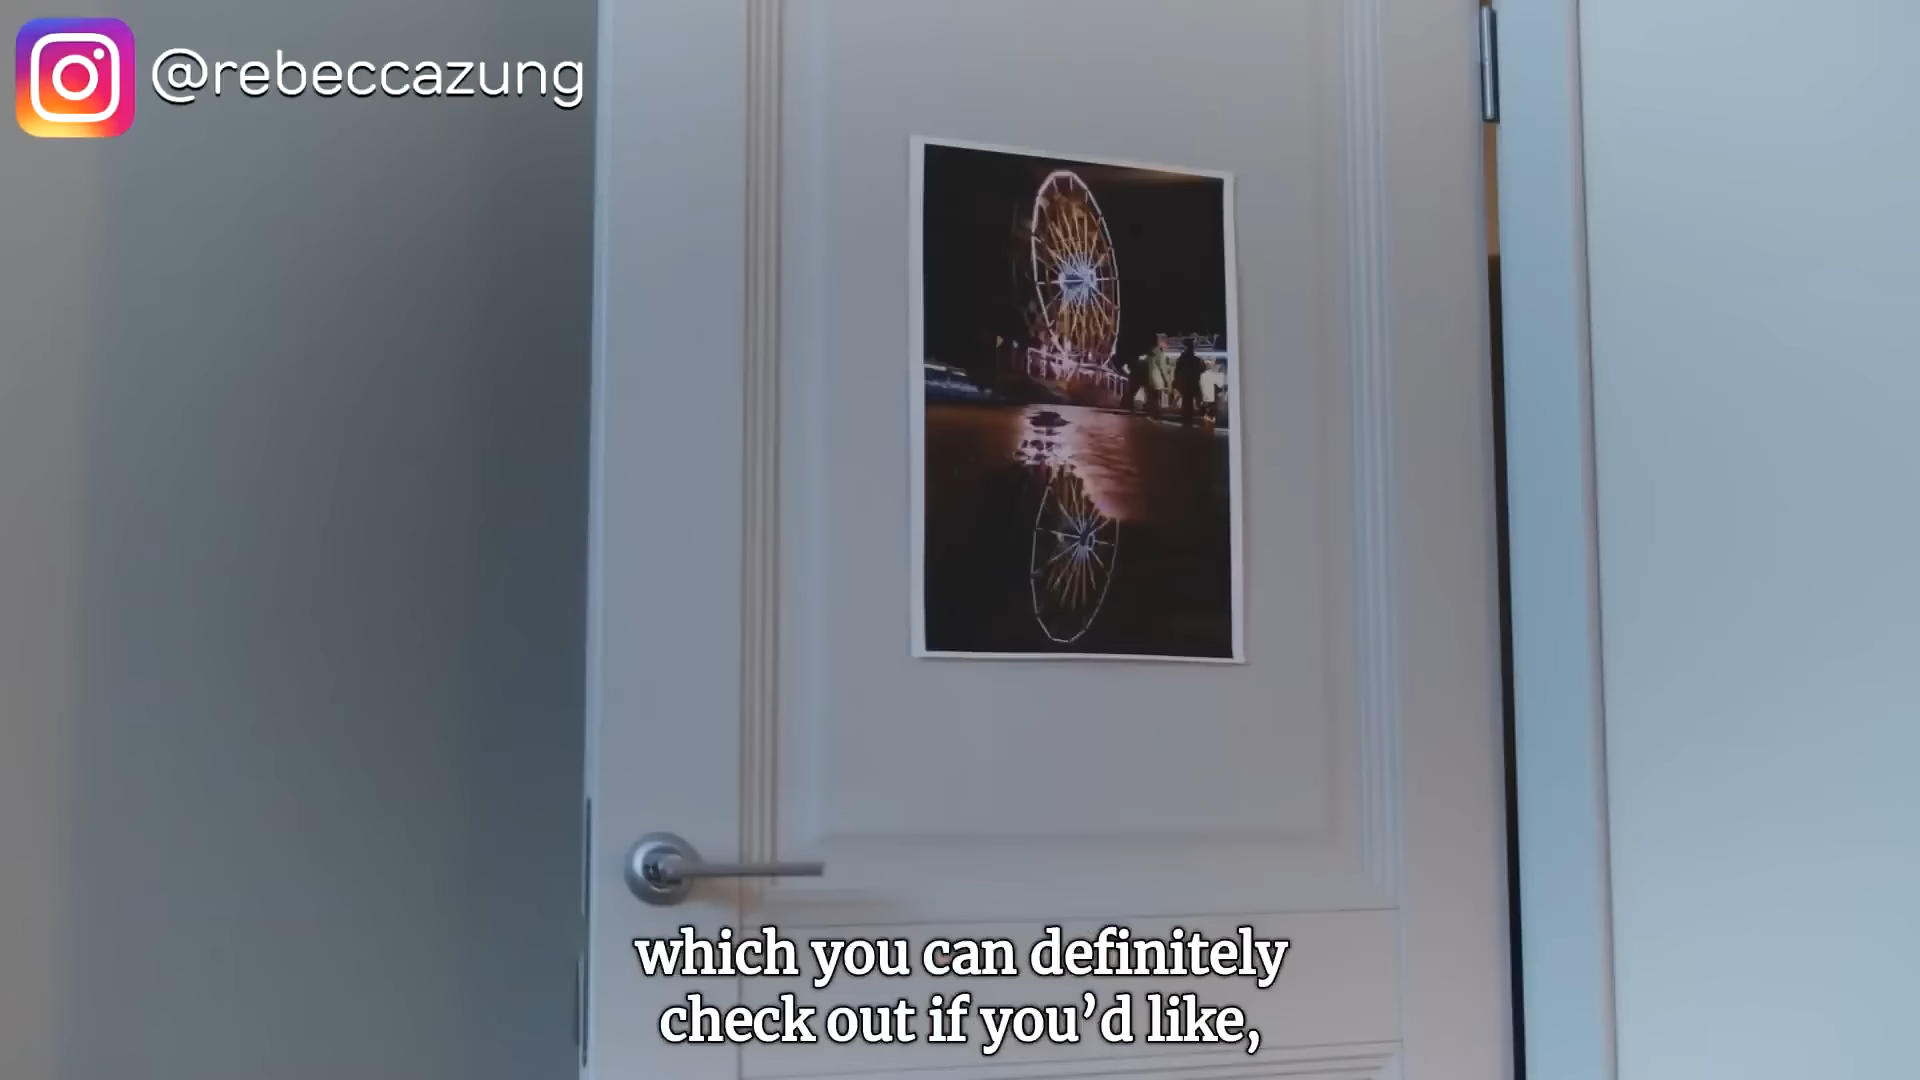 @rebeccazung
which you can definitely
check out if you'd like,